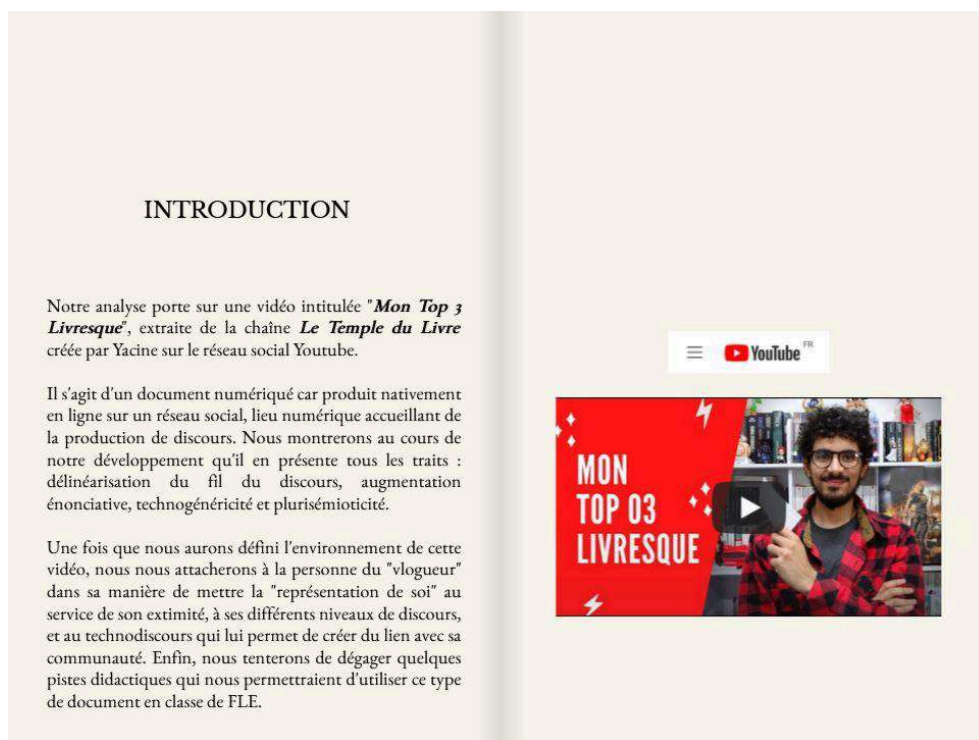 INTRODUCTION
Notre analyse porte sur une vidéo intitulée "Mon Top 3
Livresque", extraite de la chaîne Le Temple du Livre
créée par Yacine sur le réseau social Youtube.
Il s'agit d'un document numériqué car produit nativement
en ligne sur un réseau social, lieu numérique accueillant de
la production de discours. Nous montrerons au cours de
notre développement qu'il en présente tous les traits :
délinéarisation du fil du discours, augmentation
énonciative, technogénéricité et plurisémioticité.
Une fois que nous aurons défini l'environnement de cette
vidéo, nous nous attacherons à la personne du "vlogueur"
dans sa manière de mettre la "représentation de soi" au
service de son extimité, à ses différents niveaux de discours,
et au technodiscours qui lui permet de créer du lien avec sa
communauté. Enfin, nous tenterons de dégager quelques
pistes didactiques qui nous permettraient d'utiliser ce type
de document en classe de FLE.
YouTube FR
MON
TOP 03
LIVRESQUE